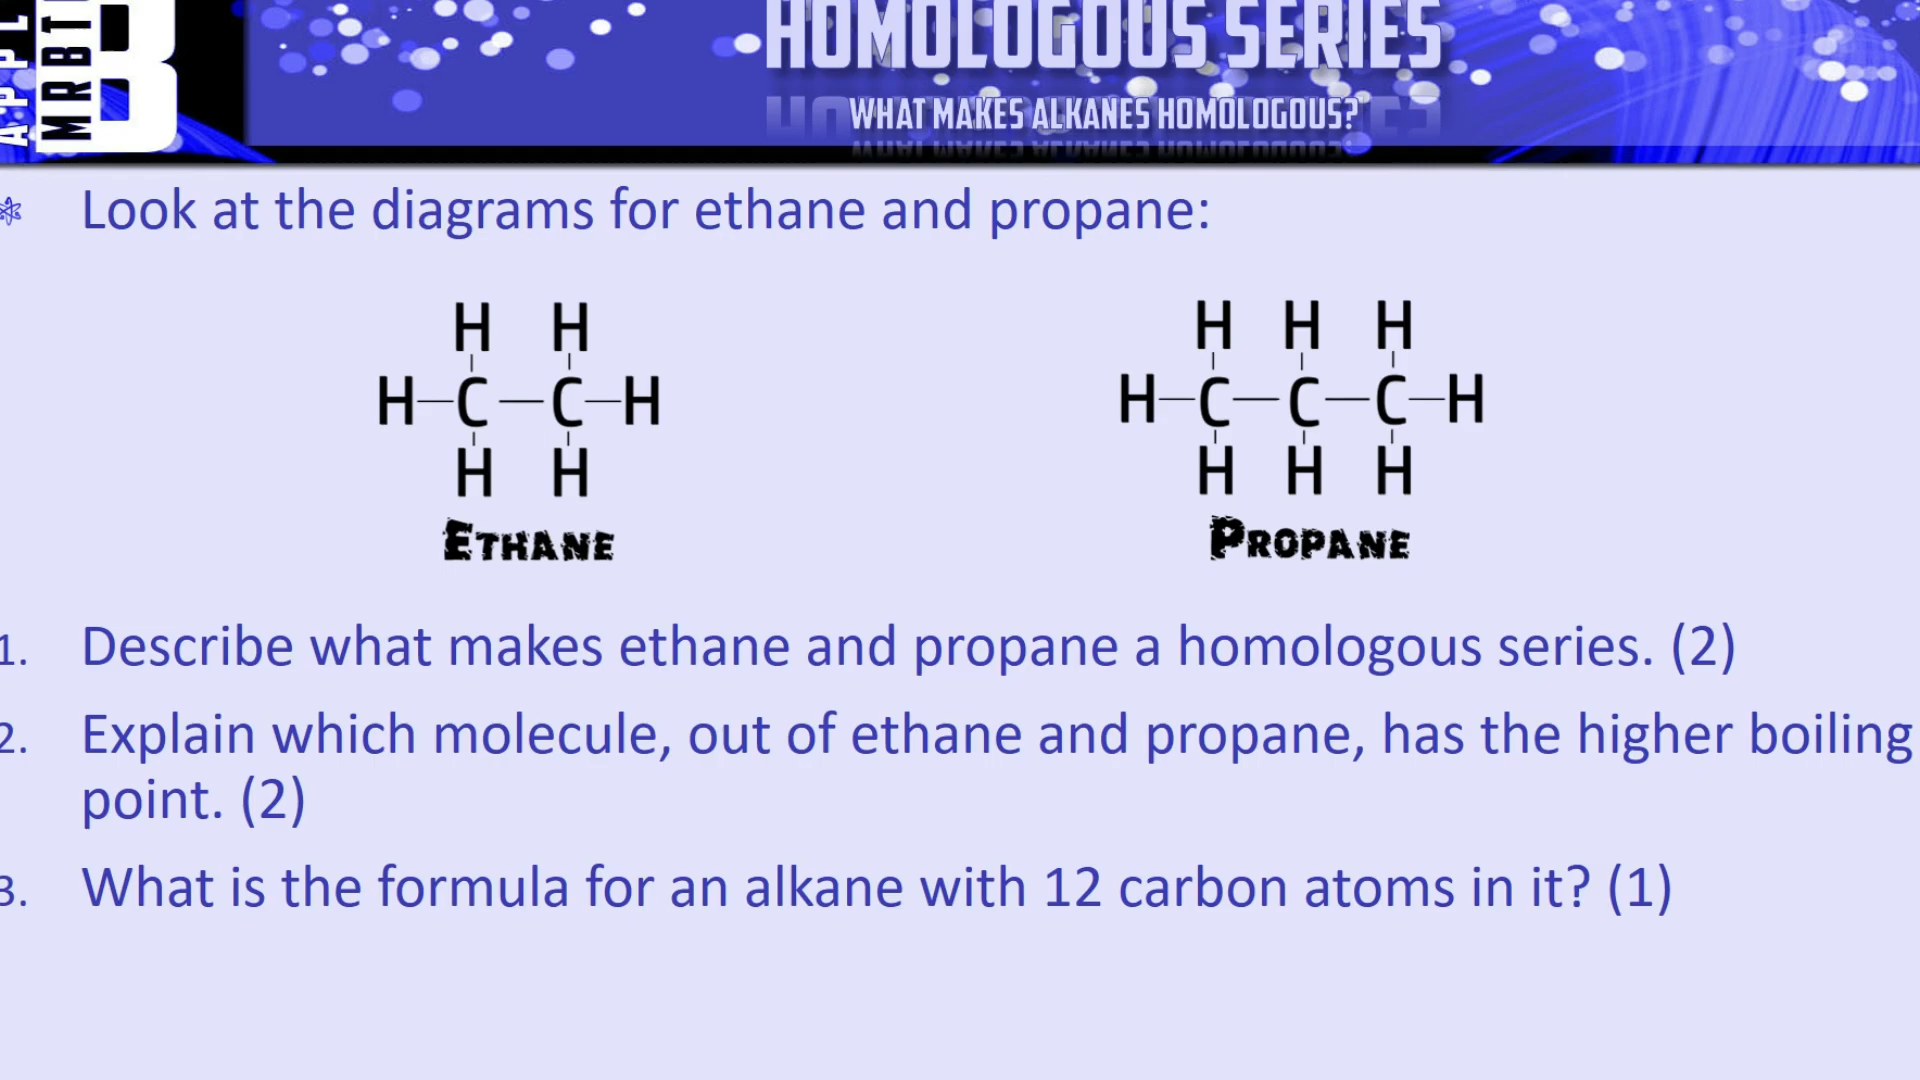 HOMOLOGOUS SERIES
WHAT MAKES ALKANES HOMOLOGOUS?
Look at the diagrams for ethane and propane:
H H
H C C H
H H
ETHANE
H H H
H C C C H
H H H
PROPANE
1. Describe what makes ethane and propane a homologous series. (2)
2. Explain which molecule, out of ethane and propane, has the higher boiling
point. (2)
3. What is the formula for an alkane with 12 carbon atoms in it? (1)